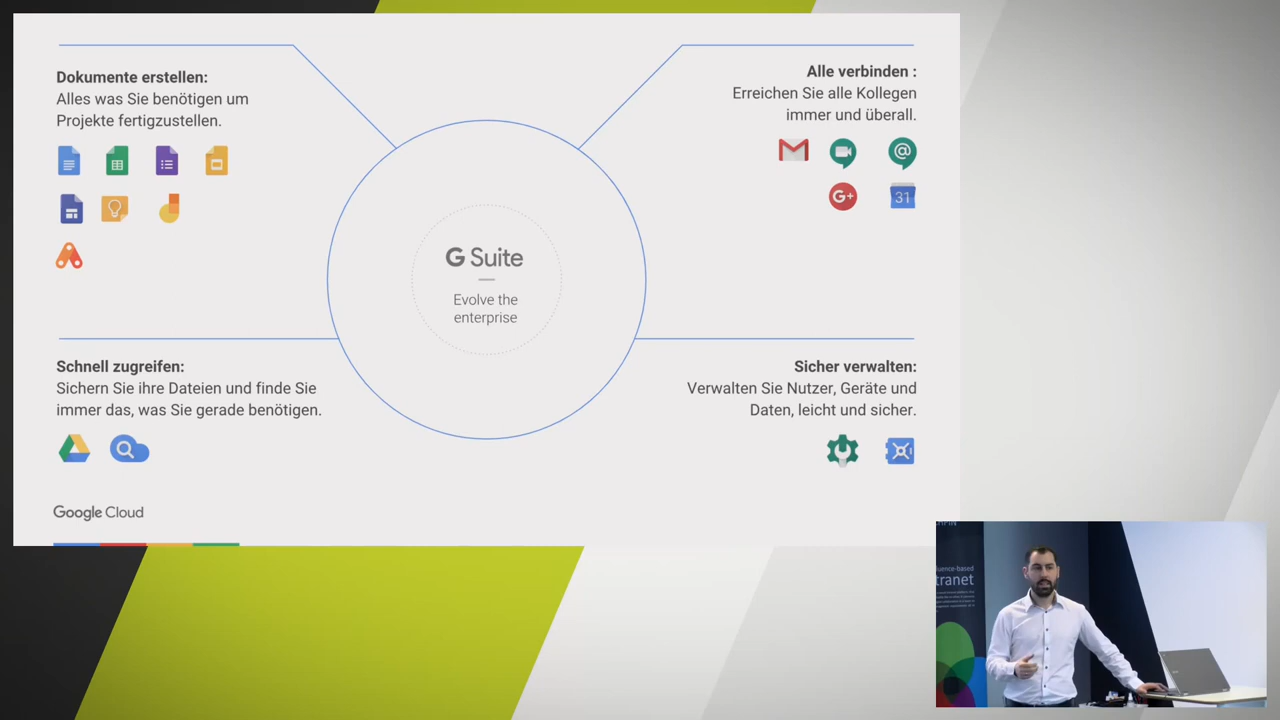 Dokumente erstellen:
Alles was Sie benötigen um
Projekte fertigzustellen.
Alle verbinden :
Erreichen Sie alle Kollegen
immer und überall.
G+
31
G Suite
Evolve the
enterprise
Schnell zugreifen:
Sichern Sie ihre Dateien und finde Sie
immer das, was Sie gerade benötigen.
Sicher verwalten:
Verwalten Sie Nutzer, Geräte und
Daten, leicht und sicher.
Google Cloud
fluence-based
tranet